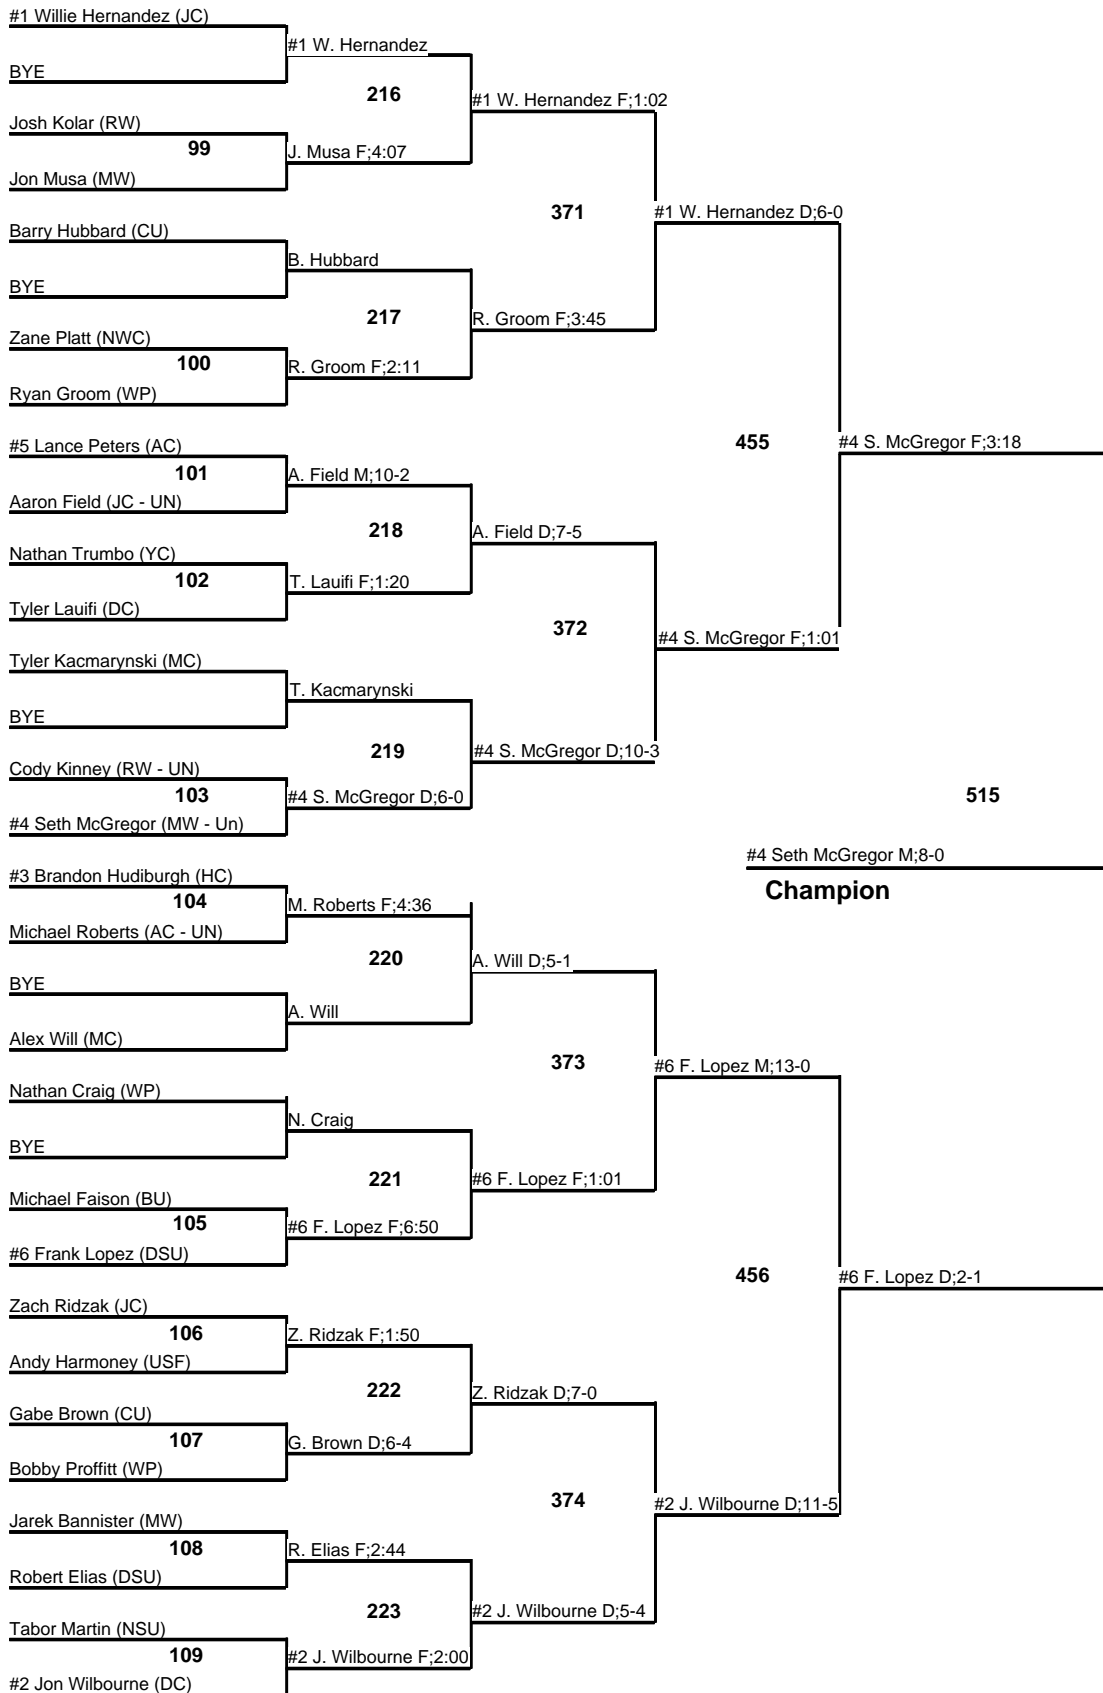 #1 Willie Hernandez (JC)
#1 W. Hernandez
BYE
216
#1 W. Hernandez F;1:02
Josh Kolar (RW)
99
J. Musa F;4:07
Jon Musa (MW)
371
#1 W. Hernandez D;6-0
Barry Hubbard (CU)
B. Hubbard
BYE
217
R. Groom F;3:45
Zane Platt (NWC)
100
R. Groom F;2:11
Ryan Groom (WP)
455
#4 S. McGregor F;3:18
#5 Lance Peters (AC)
101
A. Field M;10-2
Aaron Field (JC - UN)
218
A. Field D;7-5
Nathan Trumbo (YC)
102
T. Lauifi F;1:20
Tyler Lauifi (DC)
372
#4 S. McGregor F;1:01
Tyler Kacmarynski (MC)
T. Kacmarynski
BYE
219
#4 S. McGregor D;10-3
Cody Kinney (RW - UN)
103
#4 S. McGregor D;6-0
515
#4 Seth McGregor (MW - Un)
#4 Seth McGregor M;8-0
Champion
#3 Brandon Hudiburgh (HC)
104
M. Roberts F;4:36
Michael Roberts (AC - UN)
220
A. Will D;5-1
BYE
A. Will
Alex Will (MC)
373
#6 F. Lopez M;13-0
Nathan Craig (WP)
N. Craig
BYE
221
#6 F. Lopez F;1:01
Michael Faison (BU)
105
#6 F. Lopez F;6:50
#6 Frank Lopez (DSU)
456
#6 F. Lopez D;2-1
Zach Ridzak (JC)
106
Z. Ridzak F;1:50
Andy Harmoney (USF)
222
Z. Ridzak D;7-0
Gabe Brown (CU)
107
G. Brown D;6-4
Bobby Proffitt (WP)
374
#2 J. Wilbourne D;11-5
Jarek Bannister (MW)
108
R. Elias F;2:44
Robert Elias (DSU)
223
#2 J. Wilbourne D;5-4
Tabor Martin (NSU)
109
#2 J. Wilbourne F;2:00
#2 Jon Wilbourne (DC)